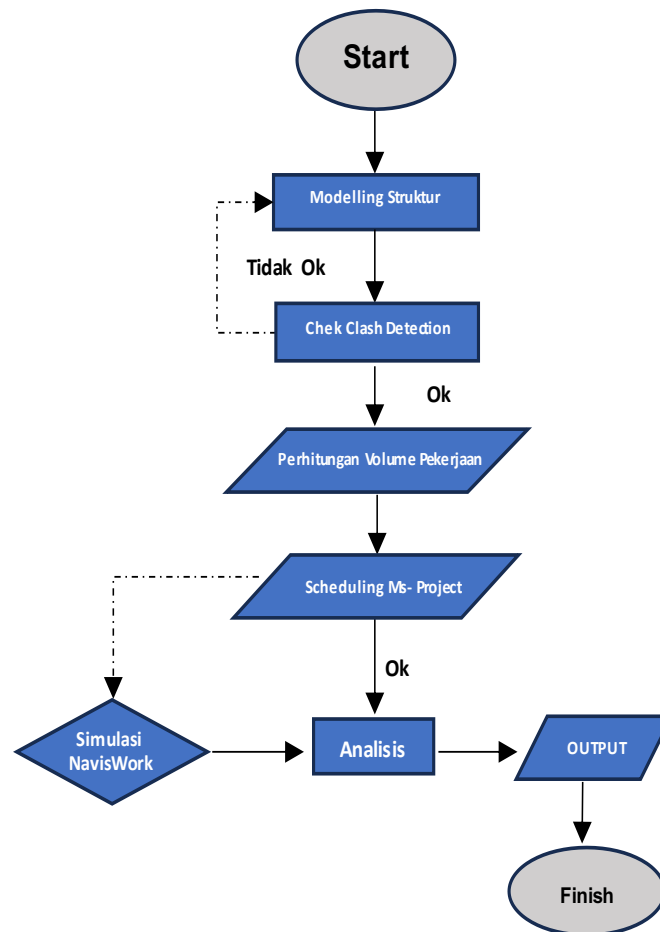 Start
Modelling Struktur
Tidak Ok
Chek Clash Detection
Ok
Perhitungan Volume Pekerjaan
Scheduling Ms- Project
Ok
Simulasi
NavisWork
Analisis
OUTPUT
Finish